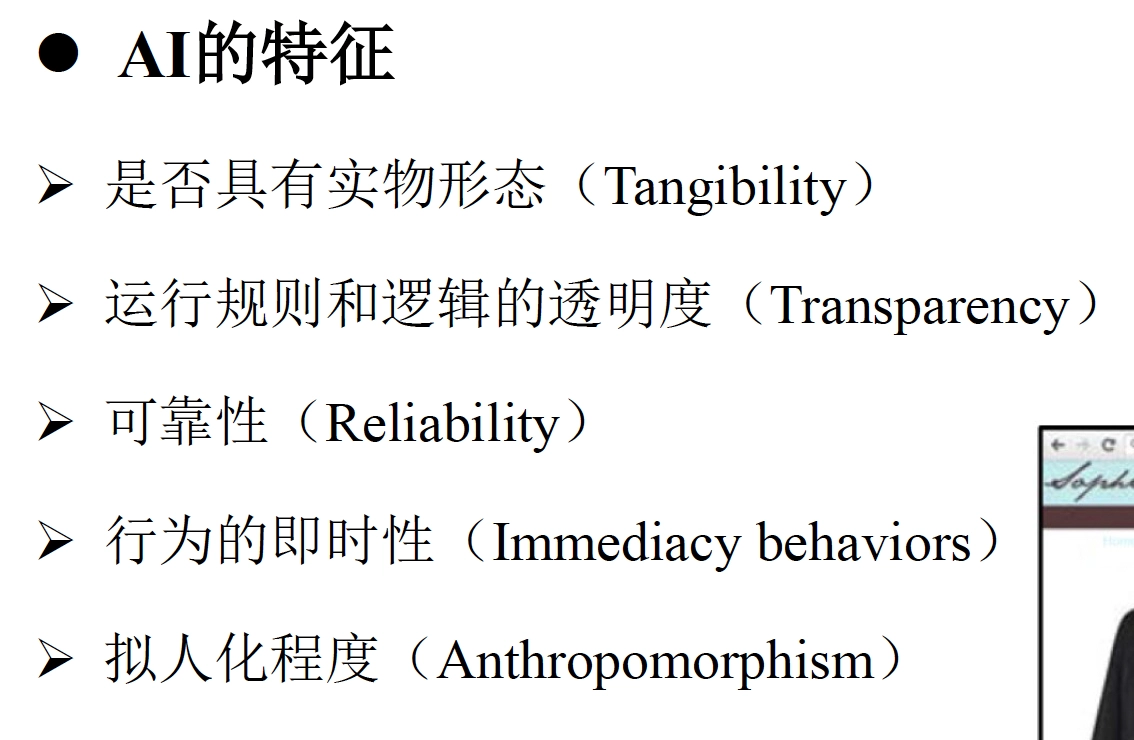 ● AI的特征
➢ 是否具有实物形态（Tangibility）
➢ 运行规则和逻辑的透明度（Transparency）
➢ 可靠性（Reliability）
➢ 行为的即时性（Immediacy behaviors）
➢ 拟人化程度（Anthropomorphism）
Soph
Home